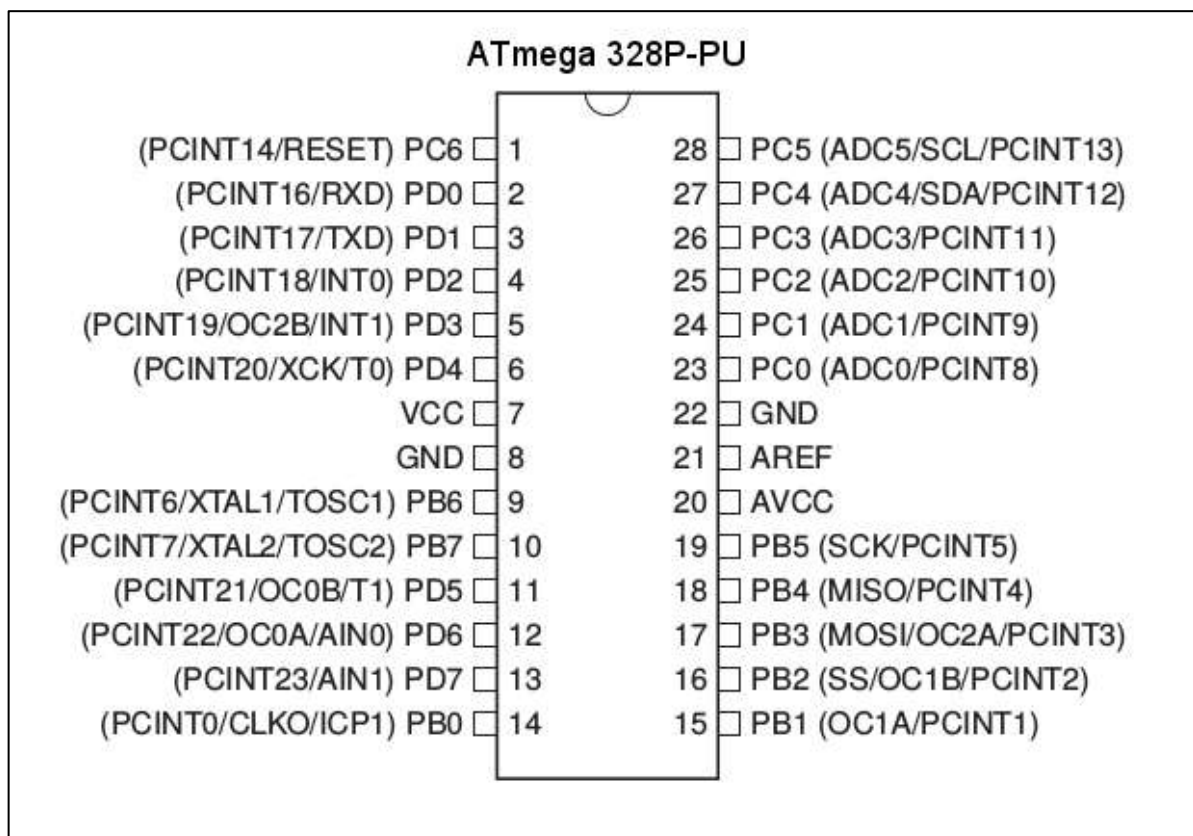 ATmega 328P-PU
(PCINT14/RESET) PC6 1 28 PC5 (ADC5/SCL/PCINT13)
(PCINT16/RXD) PD0 2 27 PC4 (ADC4/SDA/PCINT12)
(PCINT17/TXD) PD1 3 26 PC3 (ADC3/PCINT11)
(PCINT18/INT0) PD2 4 25 PC2 (ADC2/PCINT10)
(PCINT19/OC2B/INT1) PD3 5 24 PC1 (ADC1/PCINT9)
(PCINT20/XCK/T0) PD4 6 23 PC0 (ADC0/PCINT8)
VCC 7 22 GND
GND 8 21 AREF
(PCINT6/XTAL1/TOSC1) PB6 9 20 AVCC
(PCINT7/XTAL2/TOSC2) PB7 10 19 PB5 (SCK/PCINT5)
(PCINT21/OC0B/T1) PD5 11 18 PB4 (MISO/PCINT4)
(PCINT22/OC0A/AIN0) PD6 12 17 PB3 (MOSI/OC2A/PCINT3)
(PCINT23/AIN1) PD7 13 16 PB2 (SS/OC1B/PCINT2)
(PCINT0/CLKO/ICP1) PB0 14 15 PB1 (OC1A/PCINT1)